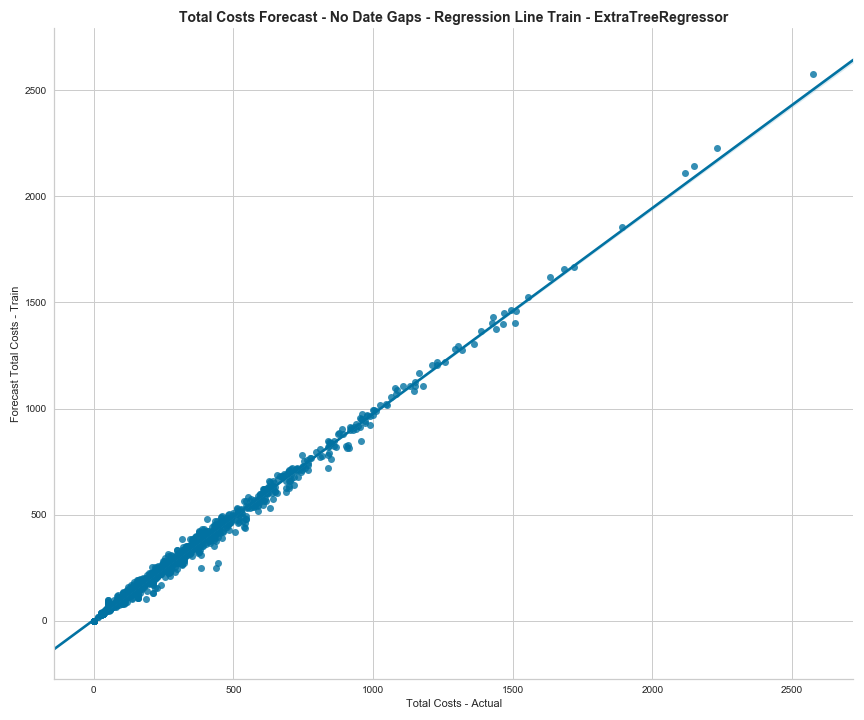 Total Costs Forecast - No Date Gaps - Regression Line Train - ExtraTreeRegressor
2500
2000
1500
1000
500
0
Forecast Total Costs - Train
0 500 1000 1500 2000 2500
Total Costs - Actual